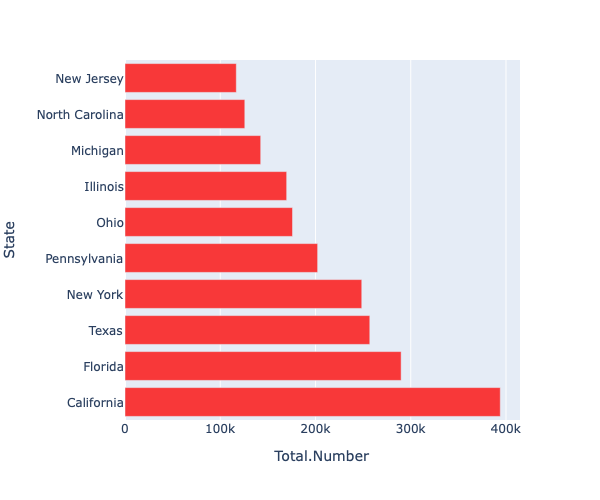 New Jersey
North Carolina
Michigan
Illinois
Ohio
Pennsylvania
New York
Texas
Florida
California
State
0 100k 200k 300k 400k
Total.Number